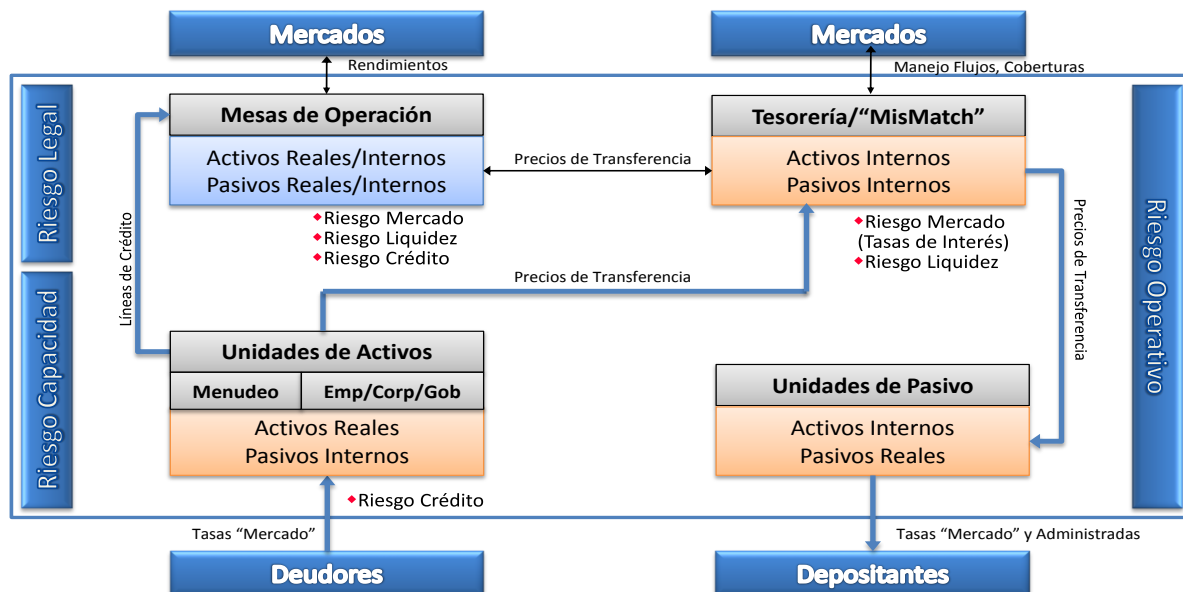 Mercados
Mercados
Rendimientos
Manejo Flujos, Coberturas
Riesgo Legal
Mesas de Operación
Activos Reales/Internos
Pasivos Reales/Internos
Precios de Transferencia
Tesorería/“MisMatch”
Activos Internos
Pasivos Internos
Riesgo Mercado
Riesgo Liquidez
Riesgo Crédito
Riesgo Mercado
(Tasas de Interés)
Riesgo Liquidez
Precios de Transferencia
Riesgo Operativo
Líneas de Crédito
Precios de Transferencia
Riesgo Capacidad
Unidades de Activos
Menudeo
Emp/Corp/Gob
Activos Reales
Pasivos Internos
Unidades de Pasivo
Activos Internos
Pasivos Reales
Riesgo Crédito
Tasas “Mercado”
Tasas “Mercado” y Administradas
Deudores
Depositantes